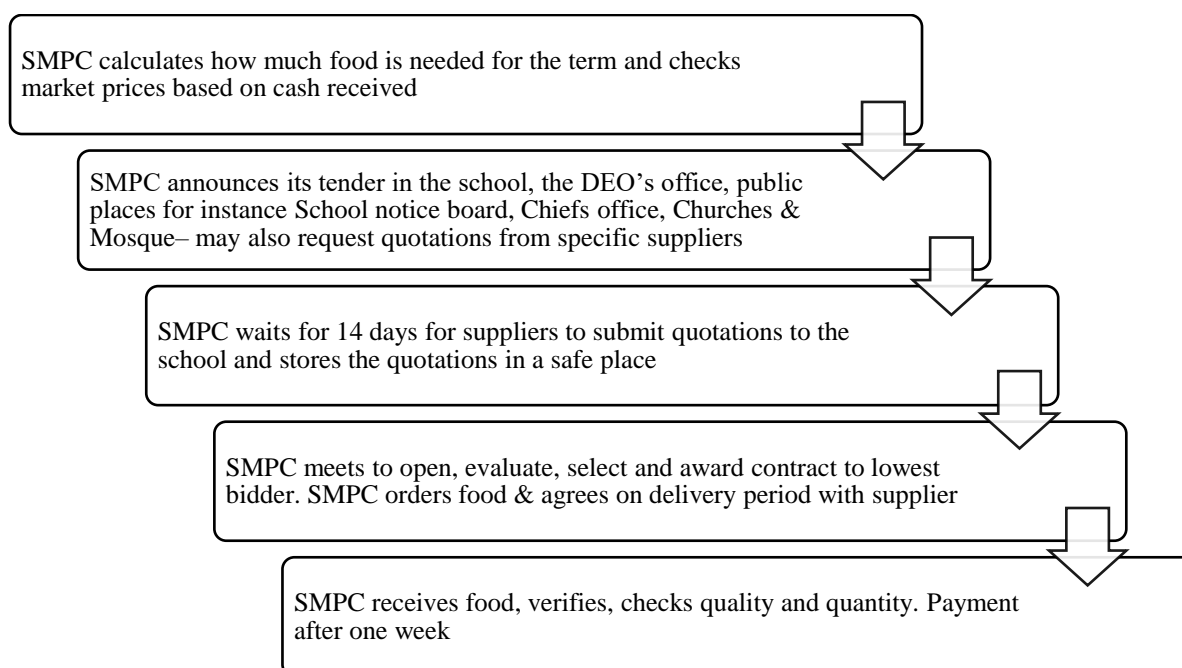 SMPC calculates how much food is needed for the term and checks
market prices based on cash received
SMPC announces its tender in the school, the DEO’s office, public
places for instance School notice board, Chiefs office, Churches &
Mosque– may also request quotations from specific suppliers
SMPC waits for 14 days for suppliers to submit quotations to the
school and stores the quotations in a safe place
SMPC meets to open, evaluate, select and award contract to lowest
bidder. SMPC orders food & agrees on delivery period with supplier
SMPC receives food, verifies, checks quality and quantity. Payment
after one week